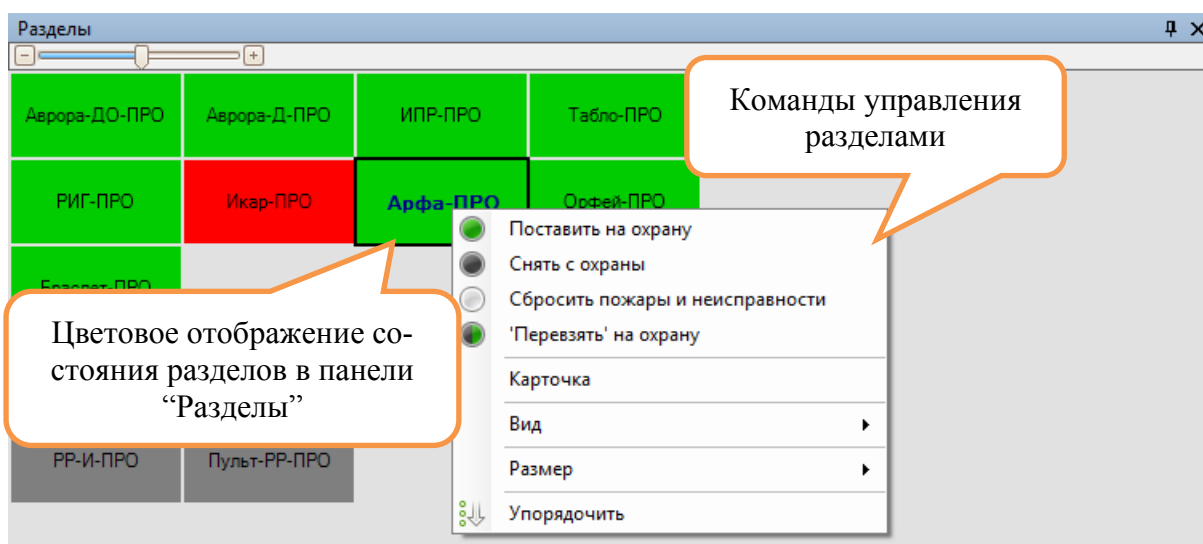 Разделы
Аврора-ДО-ПРО
Аврора-Д-ПРО
ИПР-ПРО
Табло-ПРО
Команды управления
разделами
РИГ-ПРО
Икар-ПРО
Арфа-ПРО
Орфей-ПРО
Браслет-ПРО
Поставить на охрану
Снять с охраны
Сбросить пожары и неисправности
'Перевзять' на охрану
Карточка
Вид
Размер
Упорядочить
Цветовое отображение со-
стояния разделов в панели
“Разделы”
РР-И-ПРО
Пульт-РР-ПРО